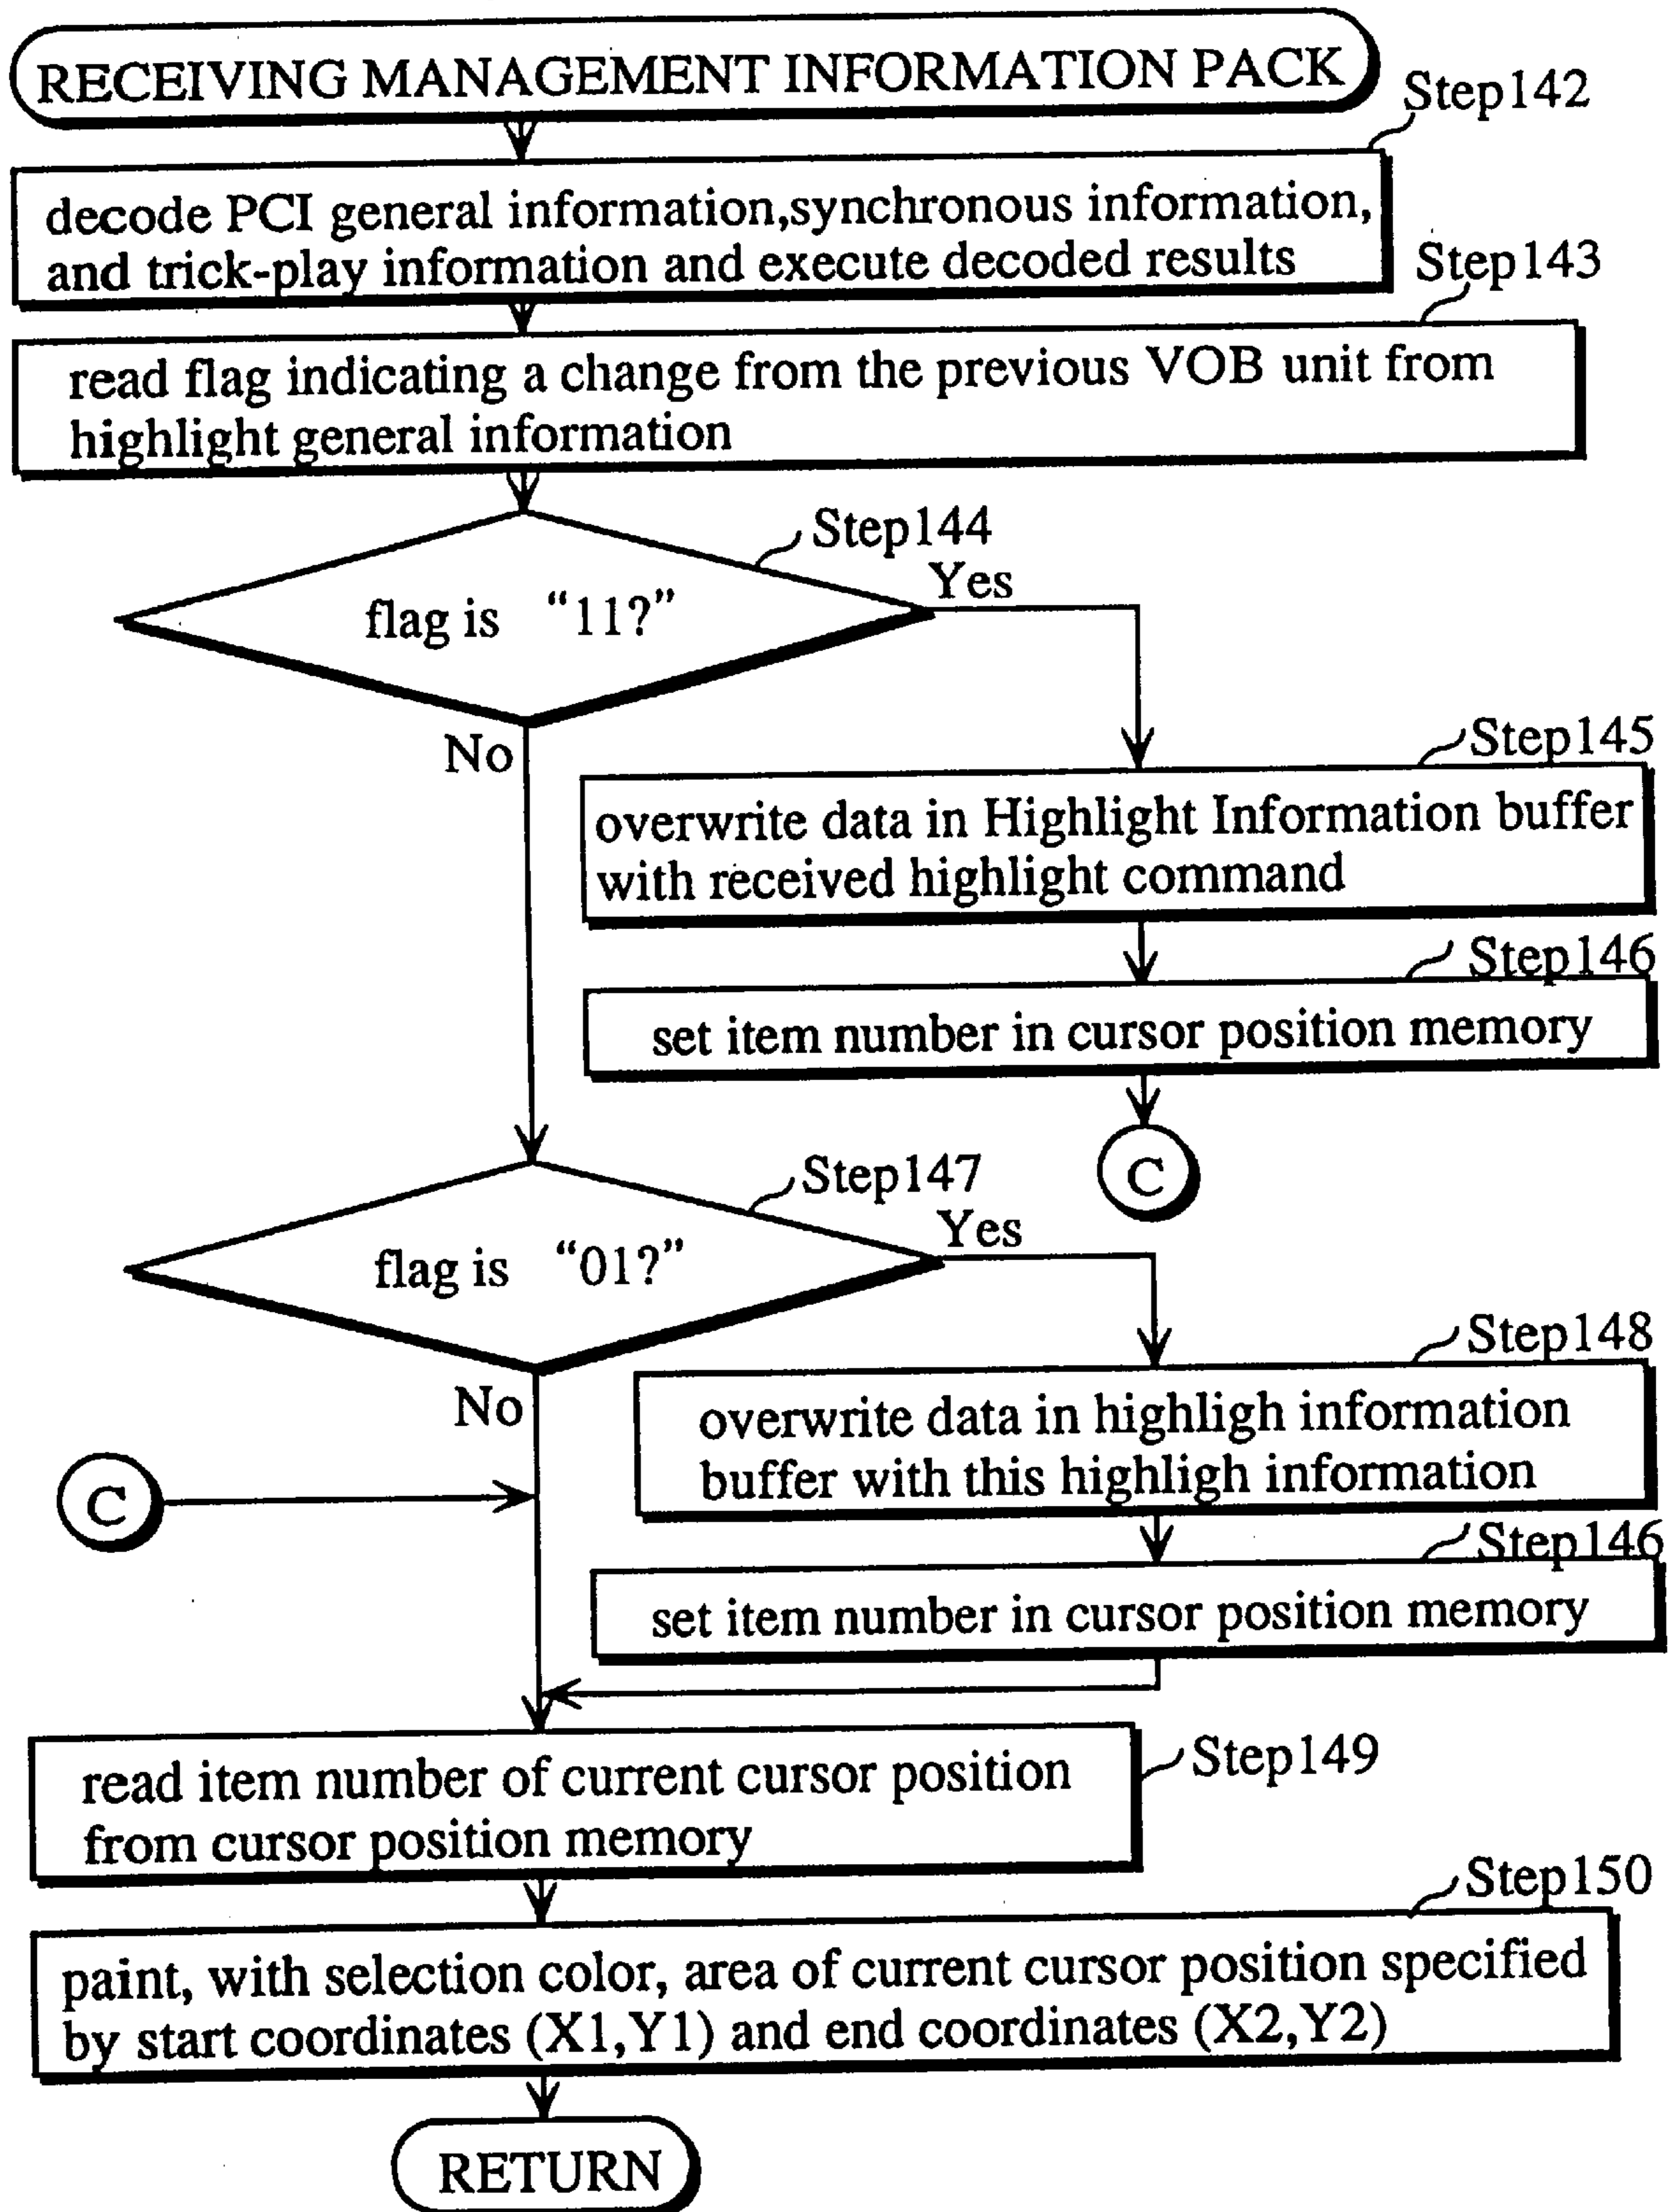 RECEIVING MANAGEMENT INFORMATION PACK
Step142
decode PCI general information,synchronous information,
and trick-play information and execute decoded results
Step143
read flag indicating a change from the previous VOB unit from
highlight general information
Step144
flag is “11?”
Yes
No
Step145
overwrite data in Highlight Information buffer
with received highlight command
Step146
set item number in cursor position memory
C
Step147
flag is “01?”
Yes
No
Step148
overwrite data in highligh information
buffer with this highligh information
C
Step146
set item number in cursor position memory
Step149
read item number of current cursor position
from cursor position memory
Step150
paint, with selection color, area of current cursor position specified
by start coordinates (X1,Y1) and end coordinates (X2,Y2)
RETURN